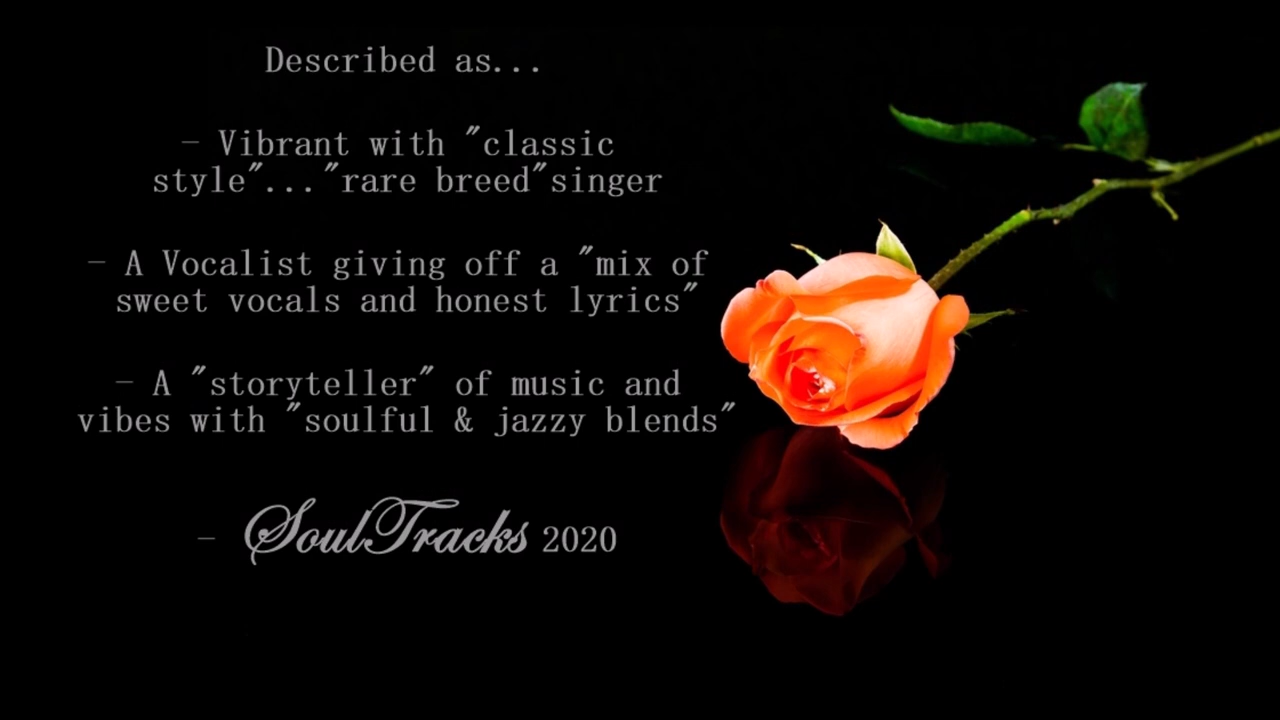 Described as...
– Vibrant with "classic
style"..."rare breed"singer
– A Vocalist giving off a "mix of
sweet vocals and honest lyrics"
– A "storyteller" of music and
vibes with "soulful & jazzy blends"
– SoulTracks 2020